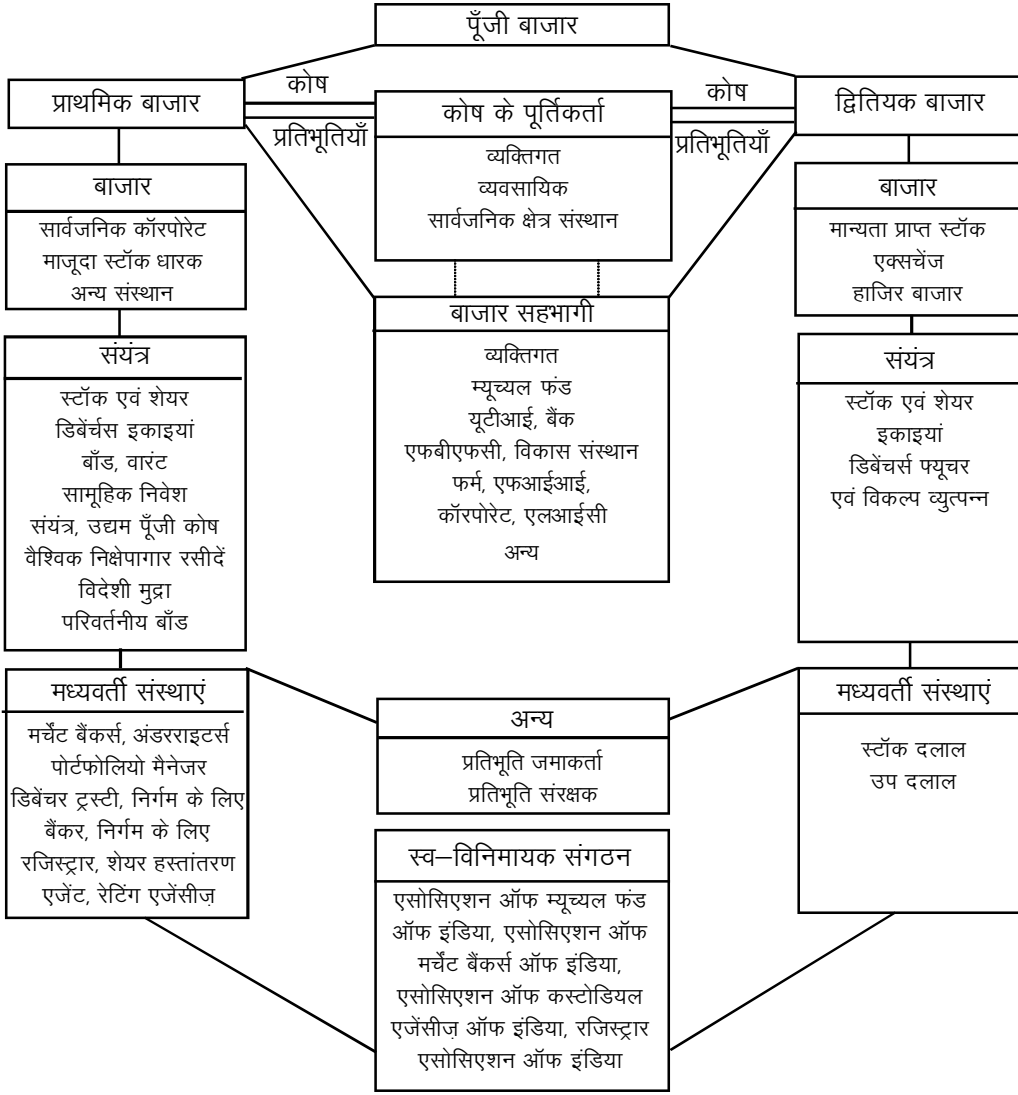 पूँजी बाजार
प्राथमिक बाजार
कोष
प्रतिभूतियाँ
कोष के पूर्तिकर्ता
व्यक्तिगत
व्यवसायिक
सार्वजनिक क्षेत्र संस्थान
कोष
प्रतिभूतियाँ
द्वितियक बाजार
बाजार
सार्वजनिक कॉरपोरेट
माजूदा स्टॉक धारक
अन्य संस्थान
बाजार सहभागी
व्यक्तिगत
म्यूच्यल फंड
यूटीआई, बैंक
एफबीएफसी, विकास संस्थान
फर्म, एफआईआई,
कॉरपोरेट, एलआईसी
अन्य
बाजार
मान्यता प्राप्त स्टॉक
एक्सचेंज
हाजिर बाजार
संयंत्र
स्टॉक एवं शेयर
डिबेंर्चस इकाइयां
बॉंड, वारंट
सामूहिक निवेश
संयंत्र, उद्यम पूँजी कोष
वैश्विक निक्षेपागार रसीदें
विदेशी मुद्रा
परिवर्तनीय बॉंड
संयंत्र
स्टॉक एवं शेयर
इकाइयां
डिबेंचर्स फ्यूचर
एवं विकल्प व्युत्पन्न
मध्यवर्ती संस्थाएं
मर्चेंट बैंकर्स, अंडरराइटर्स
पोर्टफोलियो मैनेजर
डिबेंचर ट्रस्टी, निर्गम के लिए
बैंकर, निर्गम के लिए
रजिस्ट्रार, शेयर हस्तांतरण
एजेंट, रेटिंग एजेंसीज़
अन्य
प्रतिभूति जमाकर्ता
प्रतिभूति संरक्षक
मध्यवर्ती संस्थाएं
स्टॉक दलाल
उप दलाल
स्व–विनिमायक संगठन
एसोसिएशन ऑफ म्यूच्यल फंड
ऑफ इंडिया, एसोसिएशन ऑफ
मर्चेंट बैंकर्स ऑफ इंडिया,
एसोसिएशन ऑफ कस्टोडियल
एजेंसीज़ ऑफ इंडिया, रजिस्ट्रार
एसोसिएशन ऑफ इंडिया